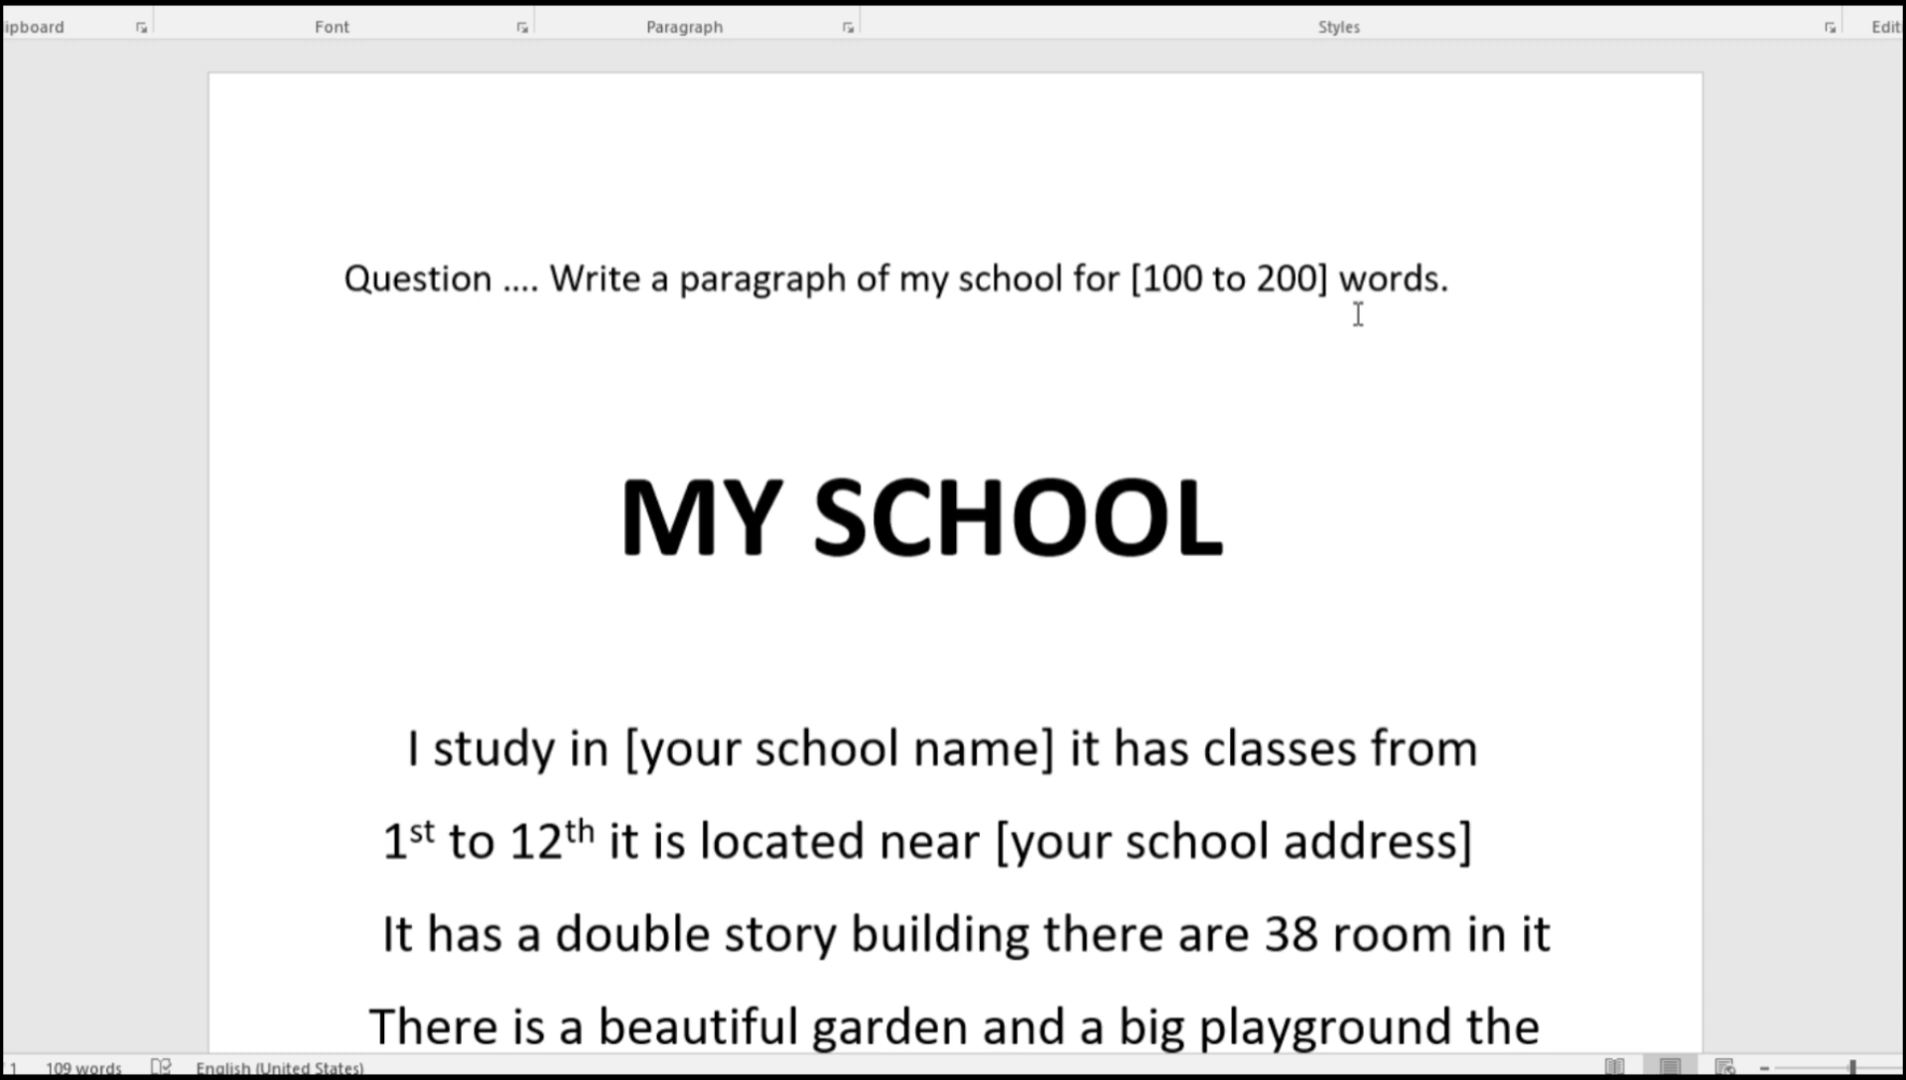 ipboard Font Paragraph Styles Edit
Question .... Write a paragraph of my school for [100 to 200] words.
MY SCHOOL
I study in [your school name] it has classes from
1st to 12th it is located near [your school address]
It has a double story building there are 38 room in it
There is a beautiful garden and a big playground the
1 109 words English (United States)